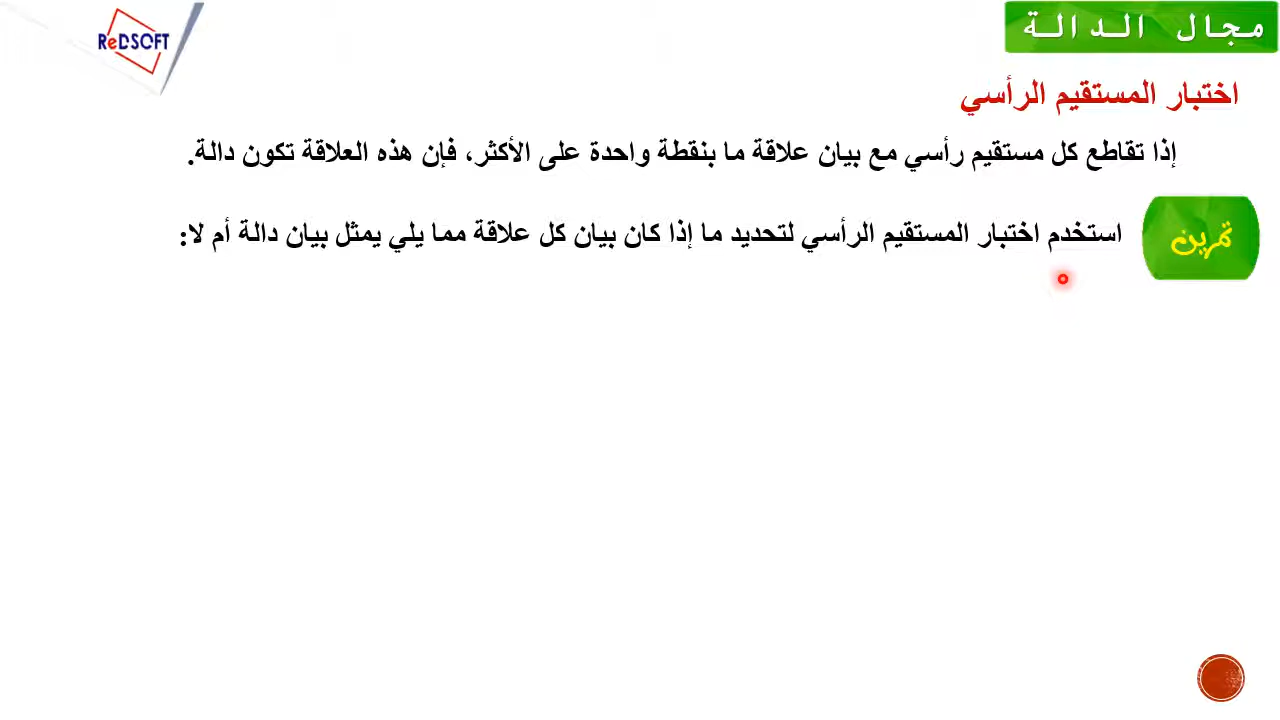 ReDSOFT
مجال الدالة
اختبار المستقيم الرأسي
إذا تقاطع كل مستقيم رأسي مع بيان علاقة ما بنقطة واحدة على الأكثر، فإن هذه العلاقة تكون دالة.
تمرين
استخدم اختبار المستقيم الرأسي لتحديد ما إذا كان بيان كل علاقة مما يلي يمثل بيان دالة أم لا: